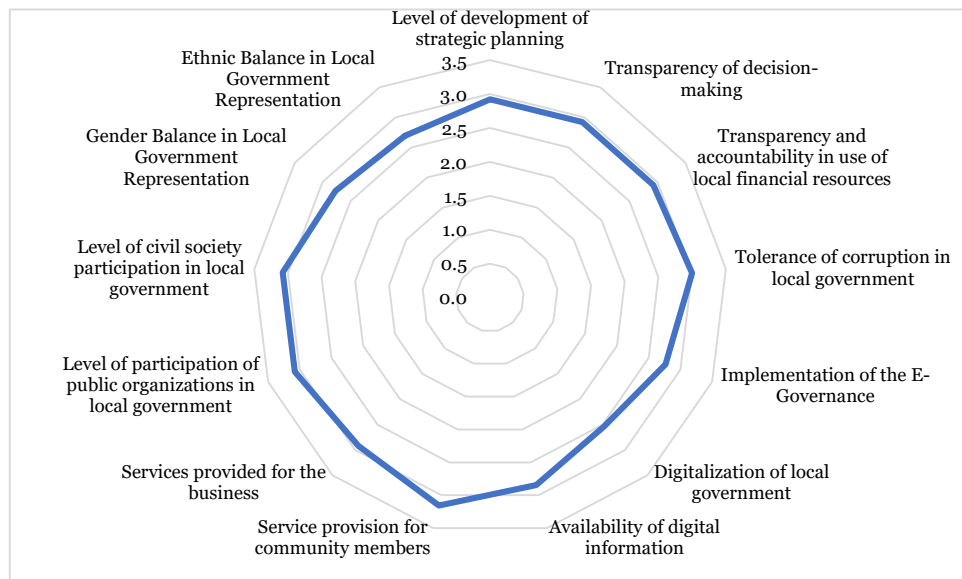 Level of development of
strategic planning
Transparency of decision-
making
Transparency and
accountability in use of
local financial resources
Tolerance of corruption in
local government
Implementation of the E-
Governance
Digitalization of local
government
Availability of digital
information
Service provision for
community members
Services provided for the
business
Level of participation of
public organizations in
local government
Level of civil society
participation in local
government
Gender Balance in Local
Government
Representation
Ethnic Balance in Local
Government
Representation
3.5
3.0
2.5
2.0
1.5
1.0
0.5
0.0